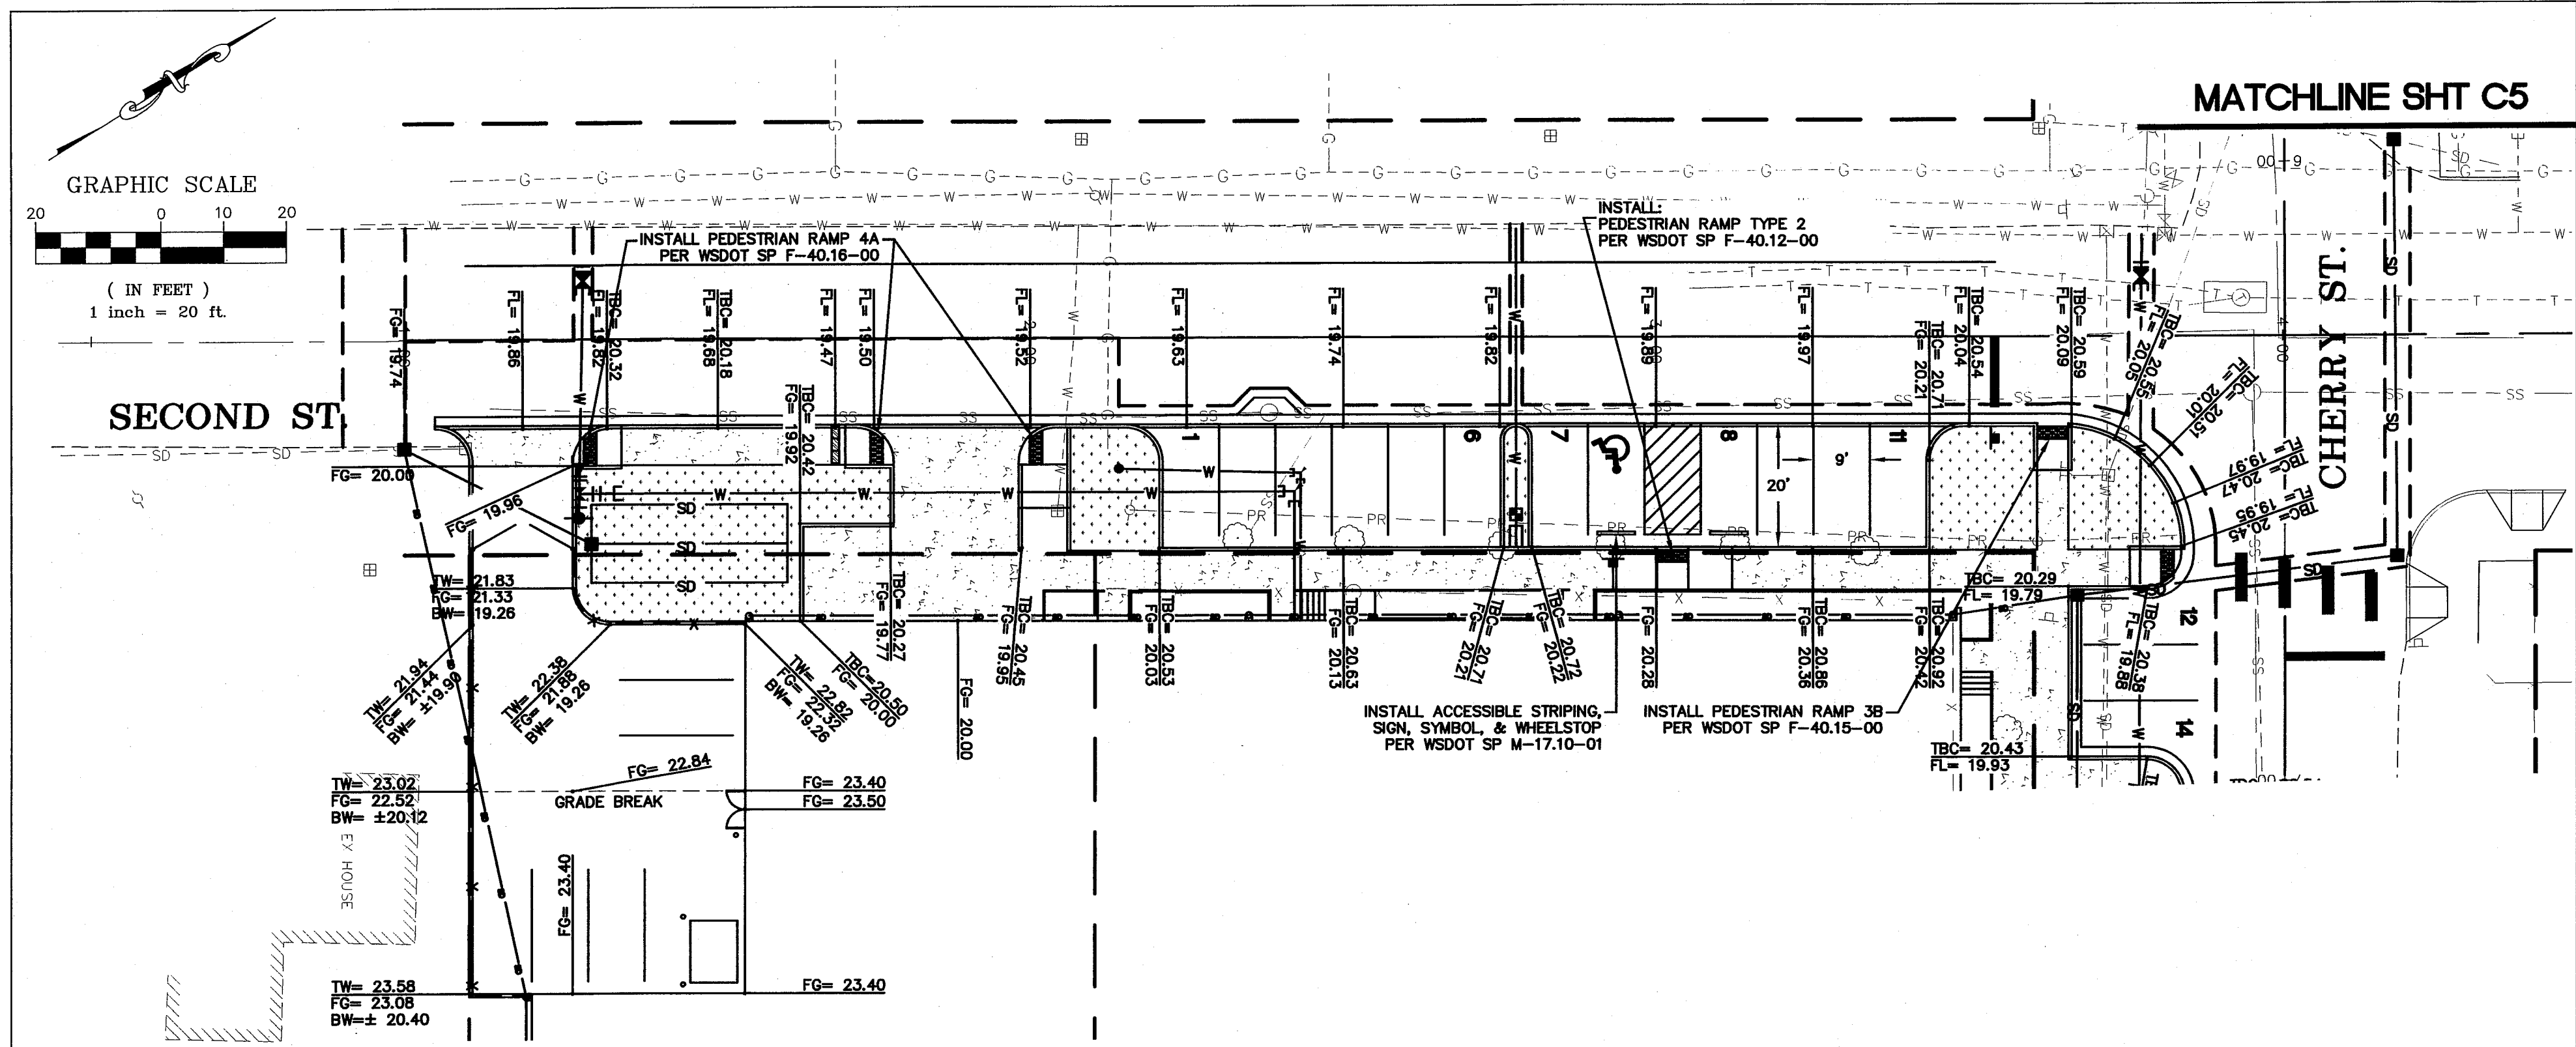 MATCHLINE SHT C5
GRAPHIC SCALE
20 0 10 20
( IN FEET )
1 inch = 20 ft.
SECOND ST.
CHERRY ST.
INSTALL PEDESTRIAN RAMP 4A
PER WSDOT SP F-40.16-00
INSTALL:
PEDESTRIAN RAMP TYPE 2
PER WSDOT SP F-40.12-00
FG= 19.74
FL= 19.86
FL= 19.82
TBC= 20.32
FL= 19.68
TBC= 20.18
FL= 19.47
FL= 19.50
FL= 19.52
FL= 19.63
FL= 19.74
FL= 19.82
FL= 19.89
FL= 19.97
FG= 20.21
TBC= 20.71
FL= 20.04
TBC= 20.54
FL= 20.09
TBC= 20.59
TBC= 20.55
FL= 20.05
TBC= 20.51
FL= 20.01
TBC= 20.47
FL= 19.97
TBC= 20.45
FL= 19.95
TBC= 20.42
FG= 19.92
6+00
4+00
1
6
7
8
11
9'
20'
12
14
FG= 20.00
FG= 19.96
SD
SD
SD
TW= 21.83
FG= 21.33
BW= 19.26
TW= 21.94
FG= 21.44
BW= ±19.90
TW= 22.38
FG= 21.88
BW= 19.26
TW= 22.82
FG= 22.32
BW= 19.26
TBC=20.50
FG= 20.00
TBC= 20.27
FG= 19.77
FG= 20.00
TBC= 20.45
FG= 19.95
TBC= 20.53
FG= 20.03
TBC= 20.63
FG= 20.13
TBC= 20.71
FG= 20.21
TBC= 20.72
FG= 20.22
FG= 20.28
TBC= 20.86
FG= 20.36
TBC= 20.92
FG= 20.42
TBC= 20.29
FL= 19.79
TBC= 20.38
FL= 19.88
INSTALL ACCESSIBLE STRIPING,
SIGN, SYMBOL, & WHEELSTOP
PER WSDOT SP M-17.10-01
INSTALL PEDESTRIAN RAMP 3B
PER WSDOT SP F-40.15-00
TBC= 20.43
FL= 19.93
FG= 22.84
GRADE BREAK
FG= 23.40
FG= 23.50
TW= 23.02
FG= 22.52
BW= ±20.12
EX HOUSE
FG= 23.40
TW= 23.58
FG= 23.08
BW=± 20.40
FG= 23.40